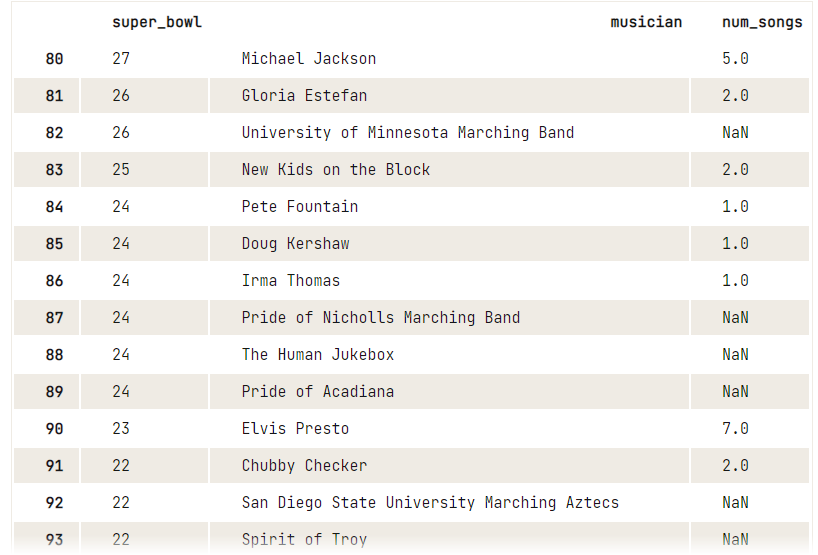 super_bowl musician num_songs
80 27 Michael Jackson 5.0
81 26 Gloria Estefan 2.0
82 26 University of Minnesota Marching Band NaN
83 25 New Kids on the Block 2.0
84 24 Pete Fountain 1.0
85 24 Doug Kershaw 1.0
86 24 Irma Thomas 1.0
87 24 Pride of Nicholls Marching Band NaN
88 24 The Human Jukebox NaN
89 24 Pride of Acadiana NaN
90 23 Elvis Presto 7.0
91 22 Chubby Checker 2.0
92 22 San Diego State University Marching Aztecs NaN
93 22 Spirit of Troy NaN